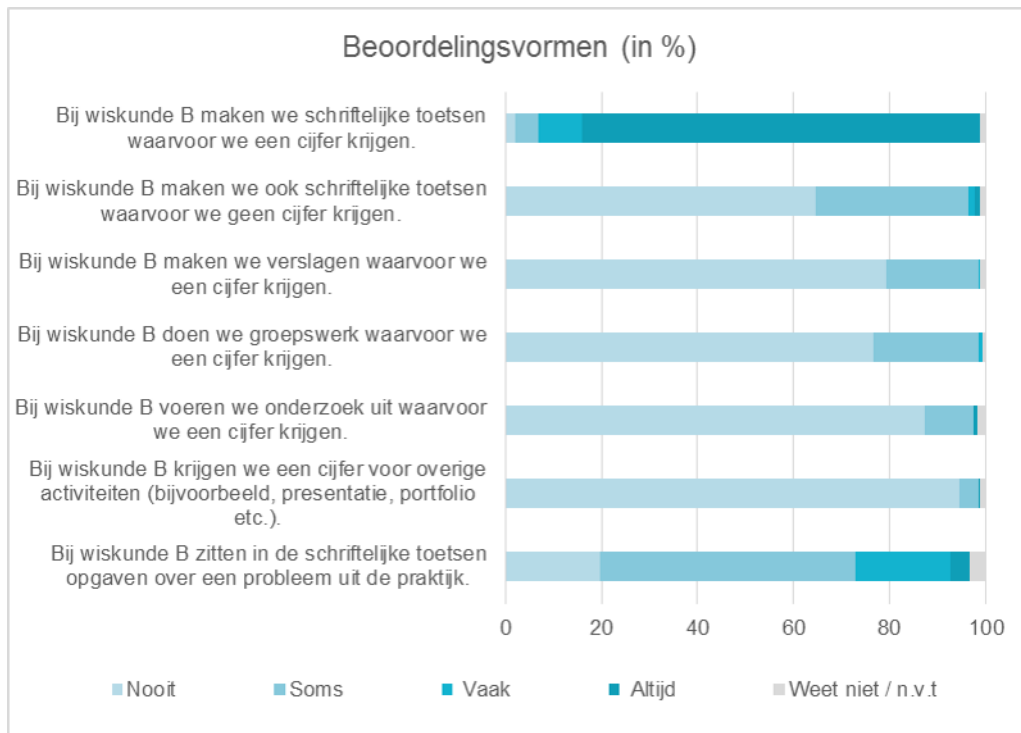 Beoordelingsvormen (in %)
Bij wiskunde B maken we schriftelijke toetsen
waarvoor we een cijfer krijgen.
Bij wiskunde B maken we ook schriftelijke toetsen
waarvoor we geen cijfer krijgen.
Bij wiskunde B maken we verslagen waarvoor we
een cijfer krijgen.
Bij wiskunde B doen we groepswerk waarvoor we
een cijfer krijgen.
Bij wiskunde B voeren we onderzoek uit waarvoor
we een cijfer krijgen.
Bij wiskunde B krijgen we een cijfer voor overige
activiteiten (bijvoorbeeld, presentatie, portfolio
etc.).
Bij wiskunde B zitten in de schriftelijke toetsen
opgaven over een probleem uit de praktijk.
0 20 40 60 80 100
Nooit Soms Vaak Altijd Weet niet / n.v.t